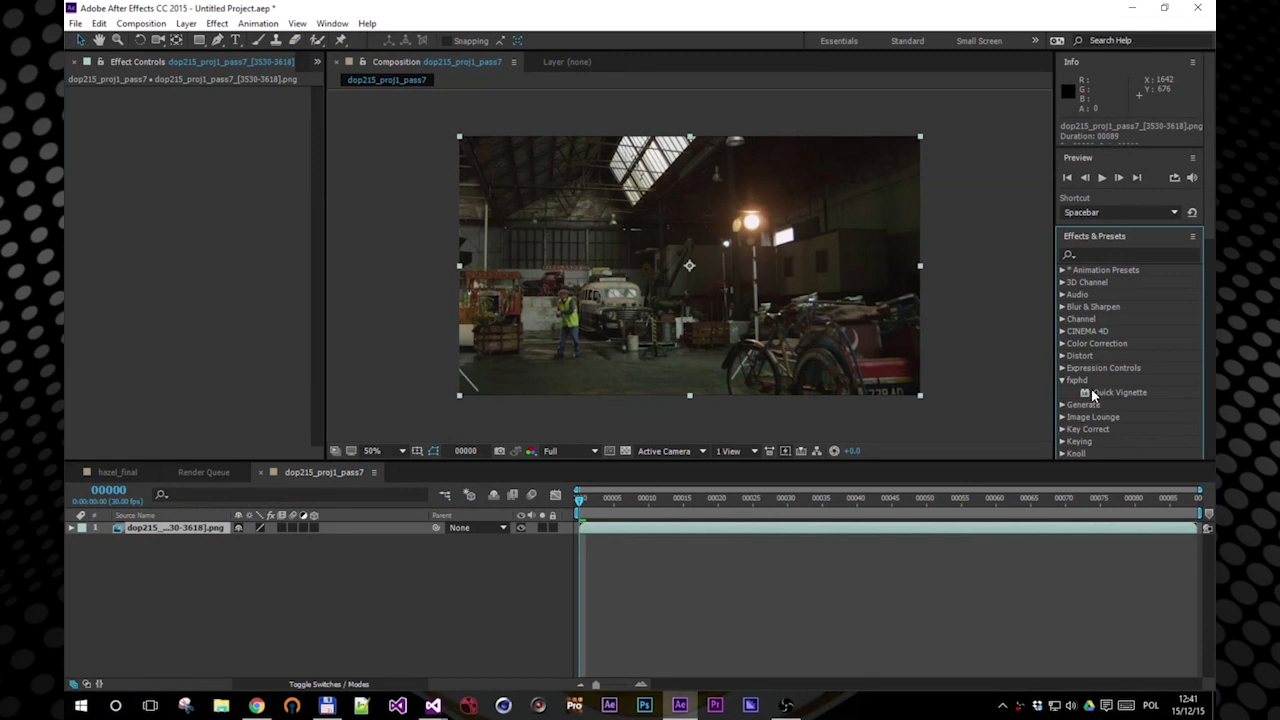 Adobe After Effects CC 2015 - Untitled Project.aep *
File Edit Composition Layer Effect Animation View Window Help
Snapping
Essentials Standard Small Screen Search Help
Effect Controls dop215_proj1_pass7_[3530-3618]
dop215_proj1_pass7 • dop215_proj1_pass7_[3530-3618].png
Composition dop215_proj1_pass7
Layer (none)
dop215_proj1_pass7
Info
R: X: 1642
G: Y: 676
B:
A: 0
dop215_proj1_pass7_[3530-3618].png
Duration: 00089
Preview
Shortcut
Spacebar
Effects & Presets
* Animation Presets
3D Channel
Audio
Blur & Sharpen
Channel
CINEMA 4D
Color Correction
Distort
Expression Controls
fxphd
Quick Vignette
Generate
Image Lounge
Key Correct
Keying
Knoll
50% 00000 Full Active Camera 1 View +0.0
hazel_final Render Queue dop215_proj1_pass7
00000
0:00:00:00 (30.00 fps)
00005 00010 00015 00020 00025 00030 00035 00040 00045 00050 00055 00060 00065 00070 00075 00080 00085 00
# Source Name Parent
1 dop215_...30-3618].png None
Toggle Switches / Modes
Pro Ae Ps Ae Pr
POL
12:41
15/12/15